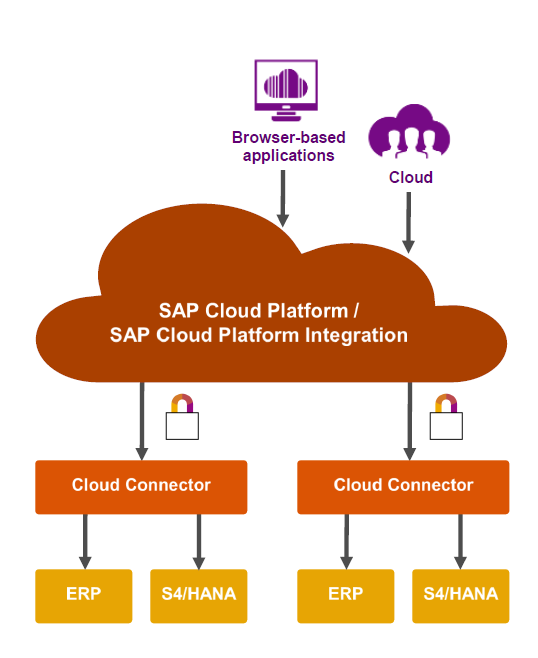 Browser-based
applications
Cloud
SAP Cloud Platform /
SAP Cloud Platform Integration
Cloud Connector
Cloud Connector
ERP
S4/HANA
ERP
S4/HANA